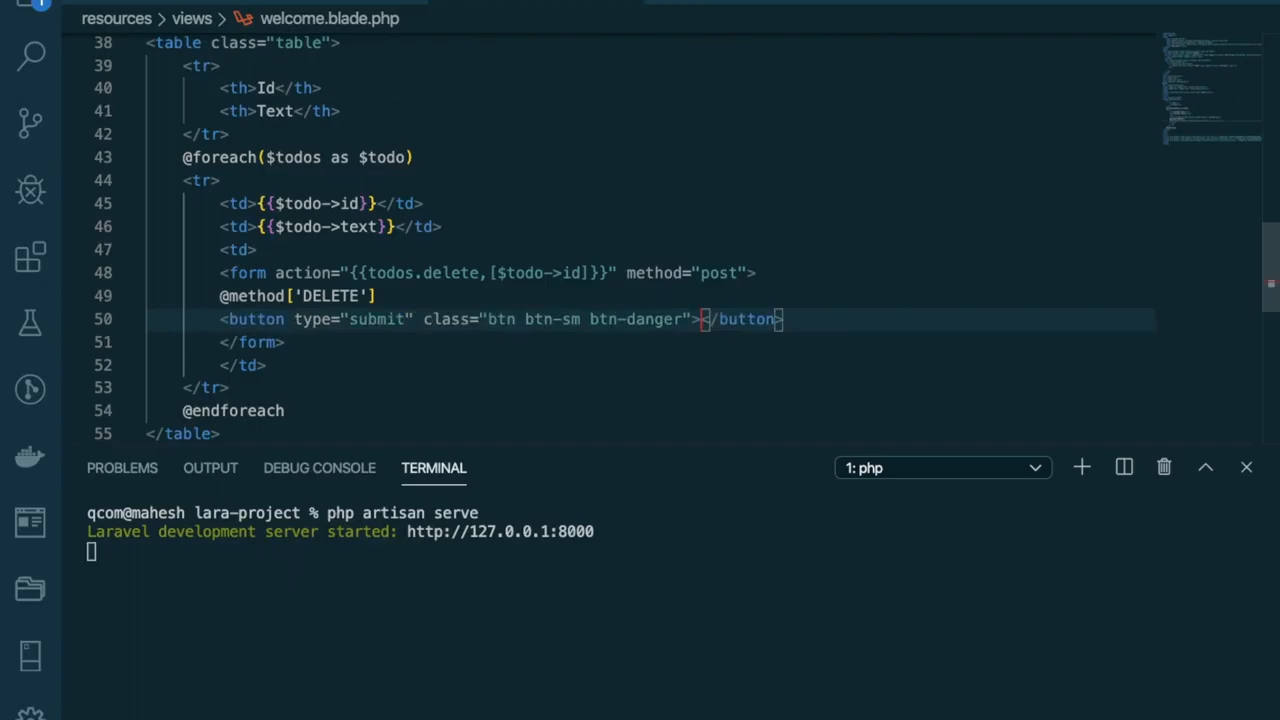 1
resources > views > welcome.blade.php
38 <table class="table">
39 <tr>
40 <th>Id</th>
41 <th>Text</th>
42 </tr>
43 @foreach($todos as $todo)
44 <tr>
45 <td>{{$todo->id}}</td>
46 <td>{{$todo->text}}</td>
47 <td>
48 <form action="{{todos.delete,[$todo->id]}}" method="post">
49 @method['DELETE']
50 <button type="submit" class="btn btn-sm btn-danger"></button>
51 </form>
52 </td>
53 </tr>
54 @endforeach
55 </table>
PROBLEMS OUTPUT DEBUG CONSOLE TERMINAL 1: php
qcom@mahesh lara-project % php artisan serve
Laravel development server started: http://127.0.0.1:8000